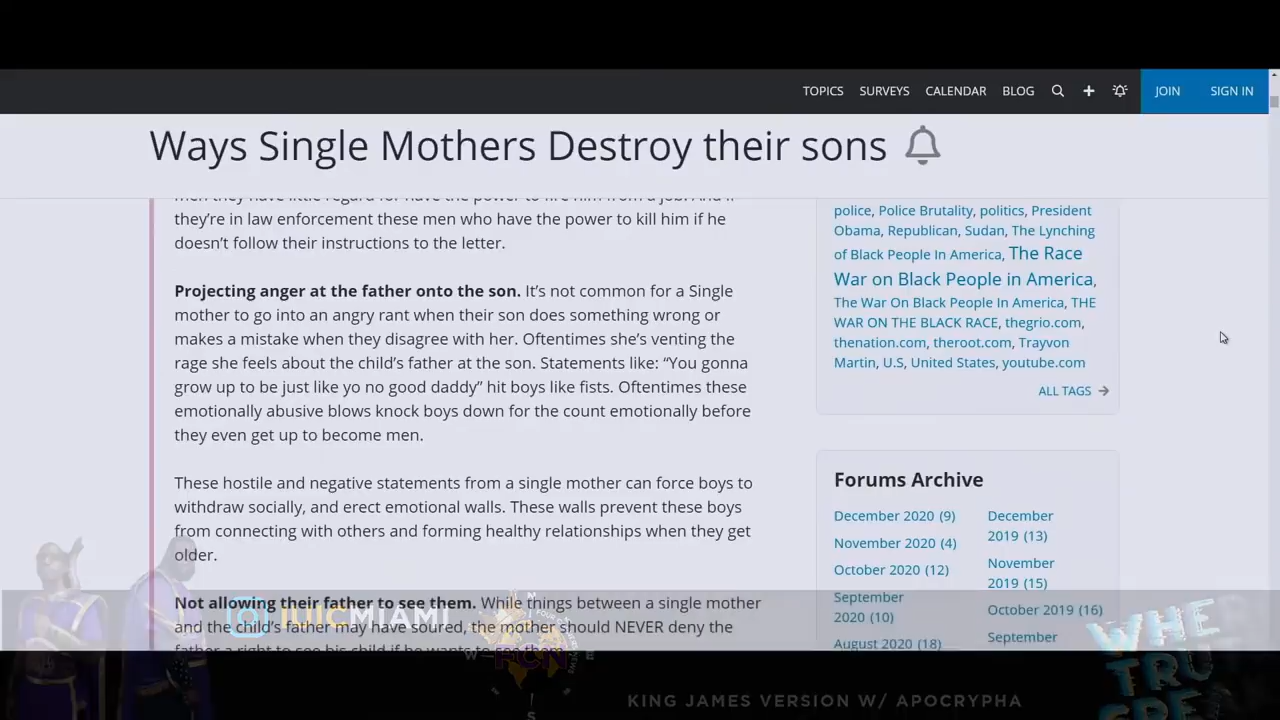 TOPICS SURVEYS CALENDAR BLOG JOIN SIGN IN
Ways Single Mothers Destroy their sons
men they have little regard for have the power to fire him from a job. And if
they're in law enforcement these men who have the power to kill him if he
doesn't follow their instructions to the letter.
Projecting anger at the father onto the son. It's not common for a Single
mother to go into an angry rant when their son does something wrong or
makes a mistake when they disagree with her. Oftentimes she's venting the
rage she feels about the child's father at the son. Statements like: "You gonna
grow up to be just like yo no good daddy" hit boys like fists. Oftentimes these
emotionally abusive blows knock boys down for the count emotionally before
they even get up to become men.
These hostile and negative statements from a single mother can force boys to
withdraw socially, and erect emotional walls. These walls prevent these boys
from connecting with others and forming healthy relationships when they get
older.
Not allowing their father to see them. While things between a single mother
and the child's father may have soured, the mother should NEVER deny the
father a right to see his child if he wants to see them.
police, Police Brutality, politics, President
Obama, Republican, Sudan, The Lynching
of Black People In America, The Race
War on Black People in America,
The War On Black People In America, THE
WAR ON THE BLACK RACE, thegrio.com,
thenation.com, theroot.com, Trayvon
Martin, U.S, United States, youtube.com
ALL TAGS
Forums Archive
December 2020 (9)
November 2020 (4)
October 2020 (12)
September
2020 (10)
August 2020 (18)
December
2019 (13)
November
2019 (15)
October 2019 (16)
September
IUICMIAMI
KING JAMES VERSION W/ APOCRYPHA